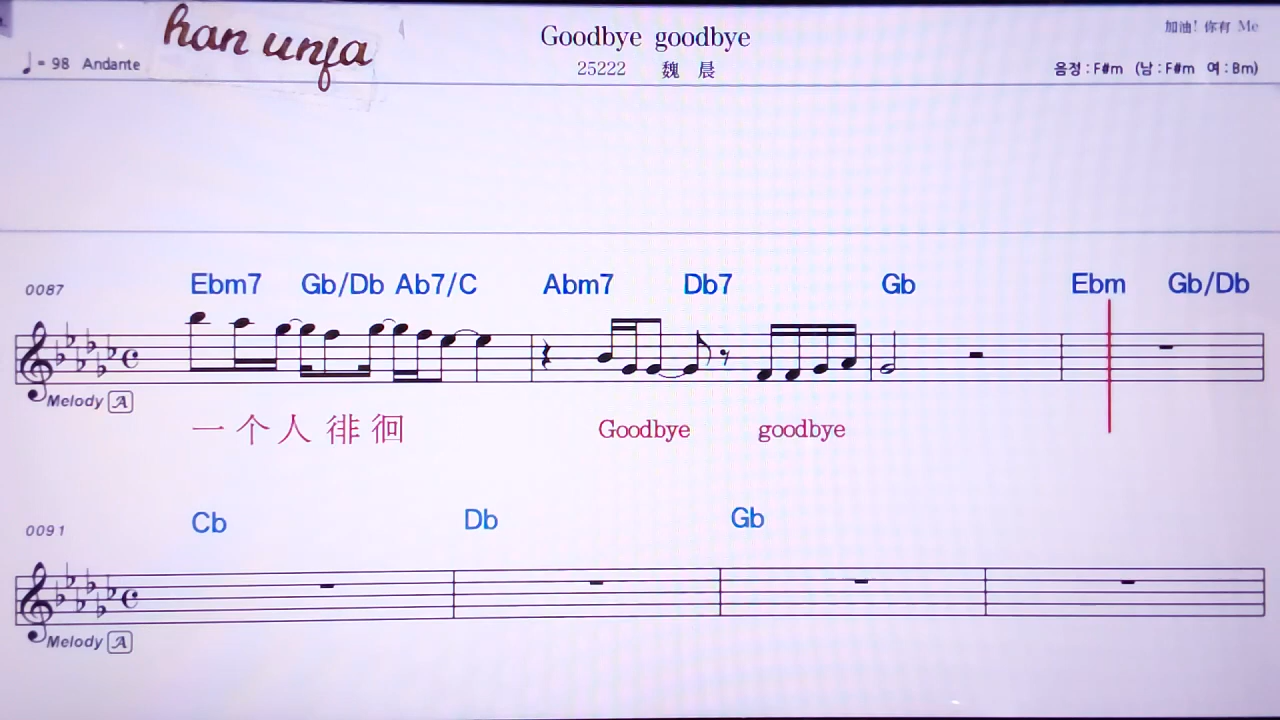 han unfa
Goodbye goodbye
加油! 你有 Me
♩= 98 Andante
25222 魏 晨
음정 : F#m (남 : F#m 여 : Bm)
0087 Ebm7 Gb/Db Ab7/C Abm7 Db7 Gb Ebm Gb/Db
Melody A
一 个 人 徘 徊 Goodbye goodbye
0091 Cb Db Gb
Melody A